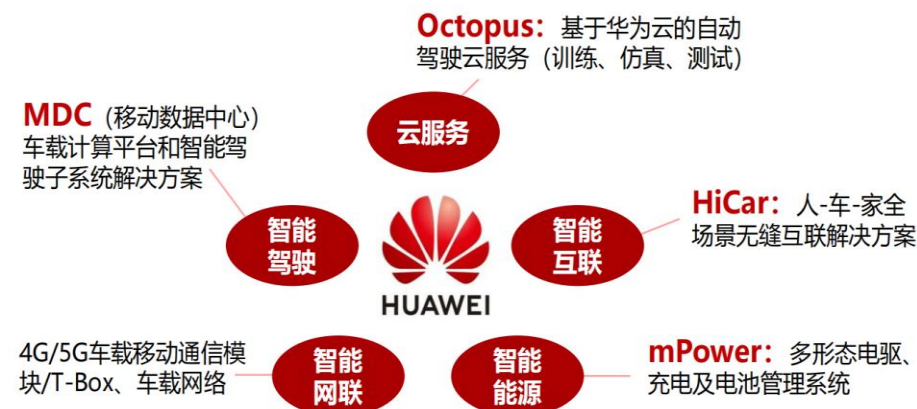 Octopus：基于华为云的自动
驾驶云服务（训练、仿真、测试）
云服务
MDC（移动数据中心）
车载计算平台和智能驾
驶子系统解决方案
智能
驾驶
HUAWEI
智能
互联
HiCar：人-车-家全
场景无缝互联解决方案
4G/5G车载移动通信模
块/T-Box、车载网络
智能
网联
智能
能源
mPower：多形态电驱、
充电及电池管理系统